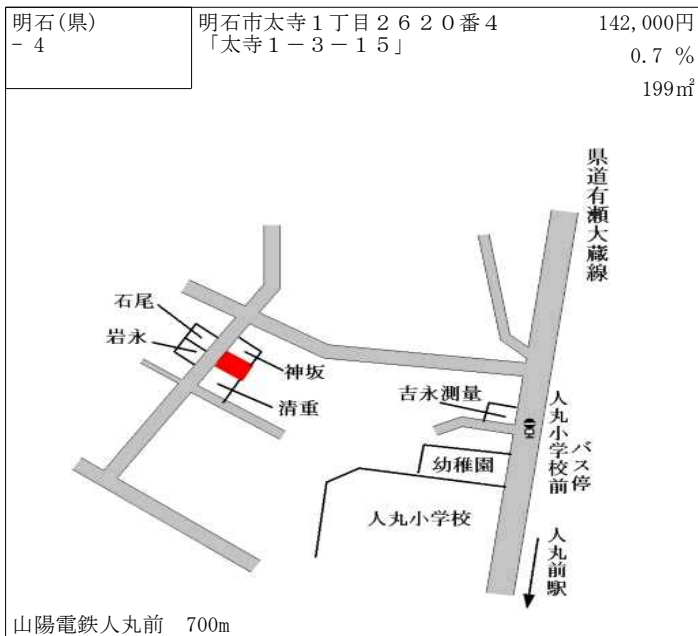 明石(県)
- 4
明石市太寺１丁目２６２０番４
「太寺１－３－１５」
142,000円
0.7 %
199㎡
県道有瀬大蔵線
石尾
岩永
神坂
清重
吉永測量
人丸小学校前
バス停
幼稚園
人丸小学校
人丸前駅
山陽電鉄人丸前　700m